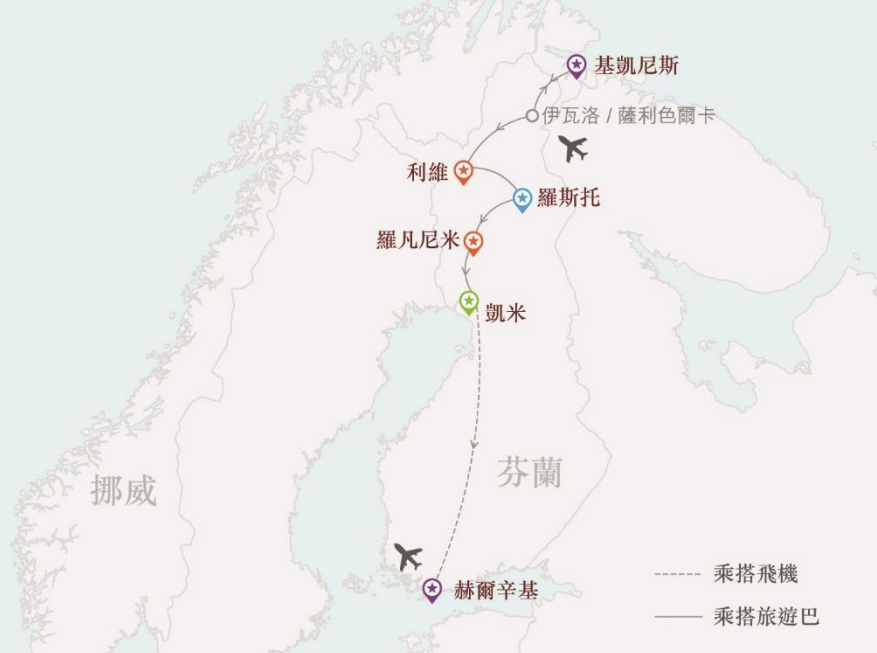 基凱尼斯
伊瓦洛 / 薩利色爾卡
利維
羅斯托
羅凡尼米
凱米
芬蘭
挪威
乘搭飛機
赫爾辛基
乘搭旅遊巴